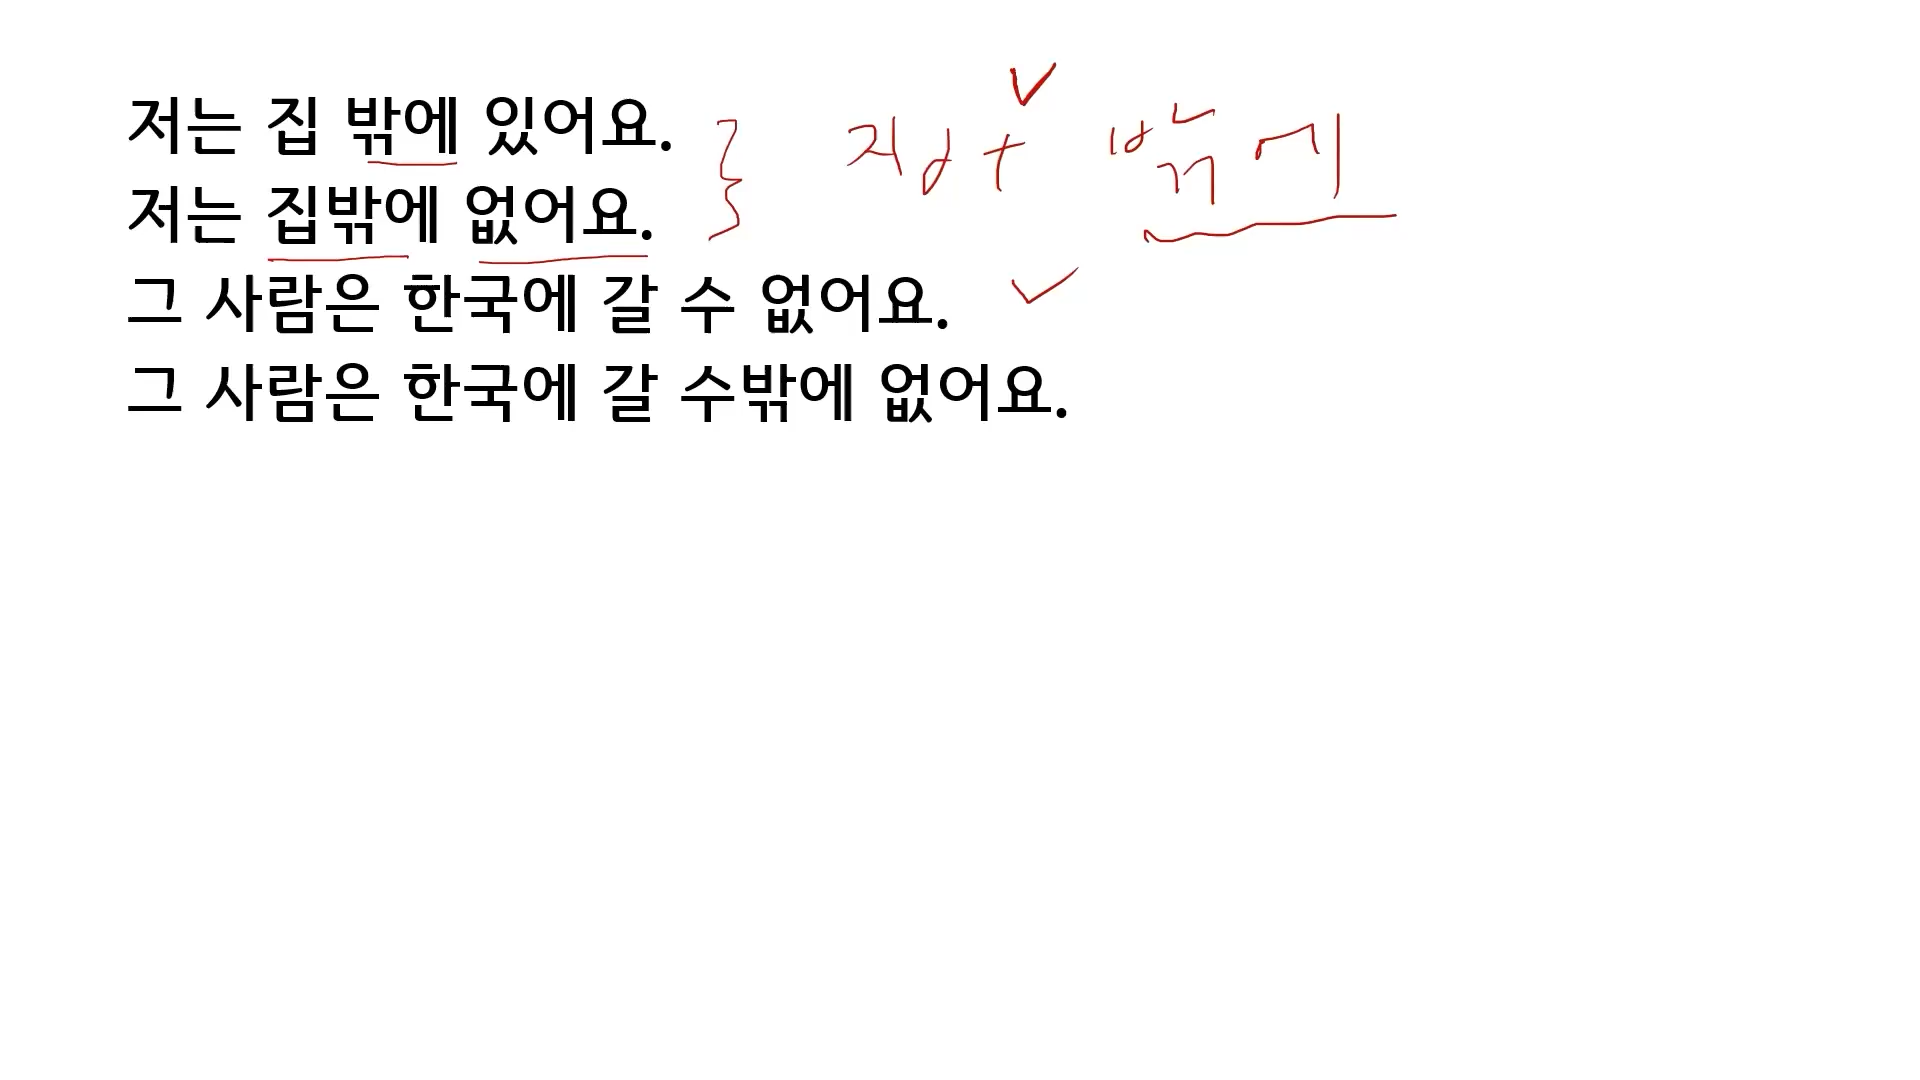 저는 집 밖에 있어요.
저는 집밖에 없어요.
그 사람은 한국에 갈 수 없어요.
그 사람은 한국에 갈 수밖에 없어요.
집 + 밖에